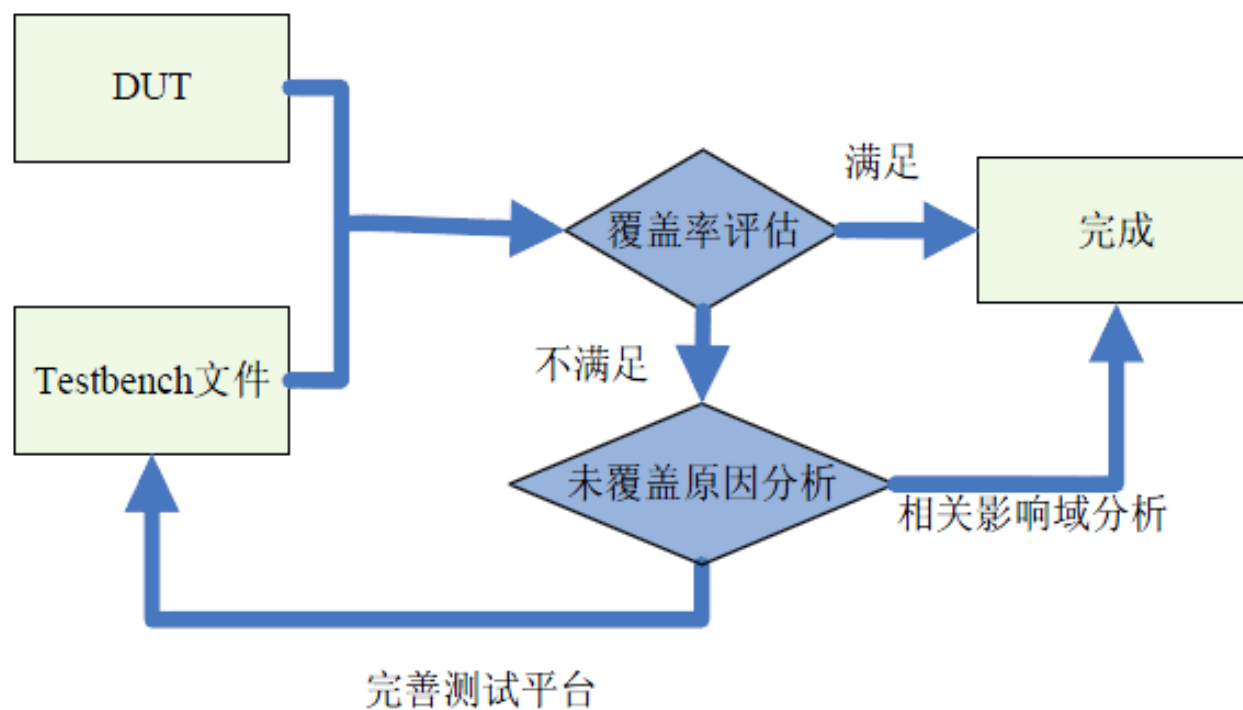 DUT
满足
覆盖率评估
完成
Testbench文件
不满足
未覆盖原因分析
相关影响域分析
完善测试平台